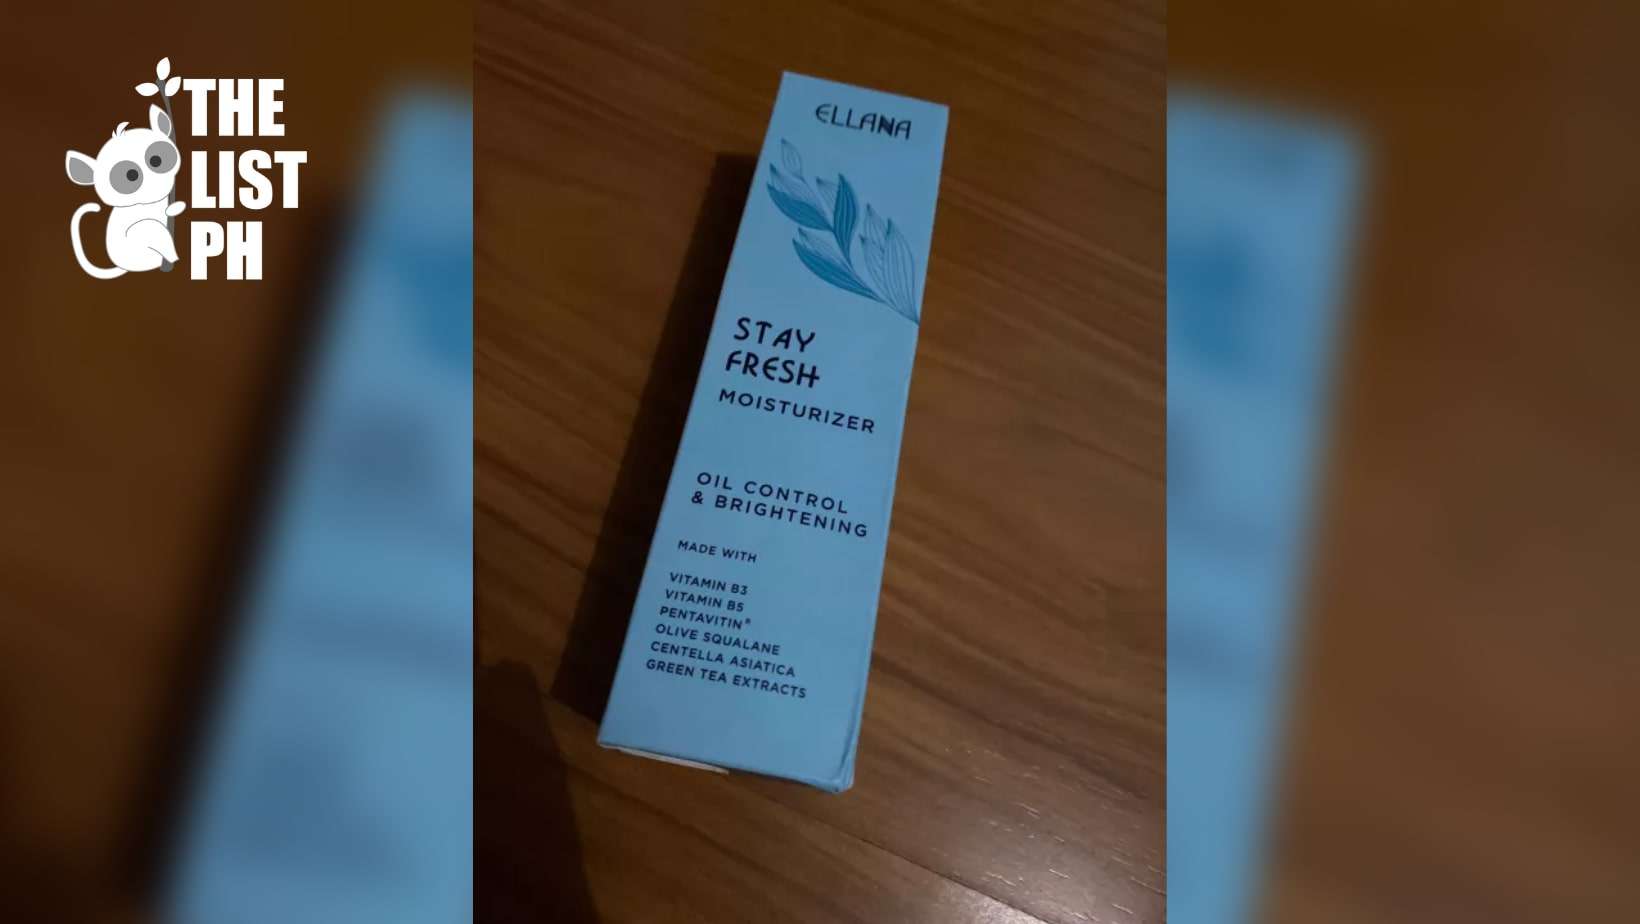 THE
LIST
PH
ELLANA
STAY
FRESH
MOISTURIZER
OIL CONTROL
& BRIGHTENING
MADE WITH
VITAMIN B3
VITAMIN B5
PENTAVITIN®
OLIVE SQUALANE
CENTELLA ASIATICA
GREEN TEA EXTRACTS